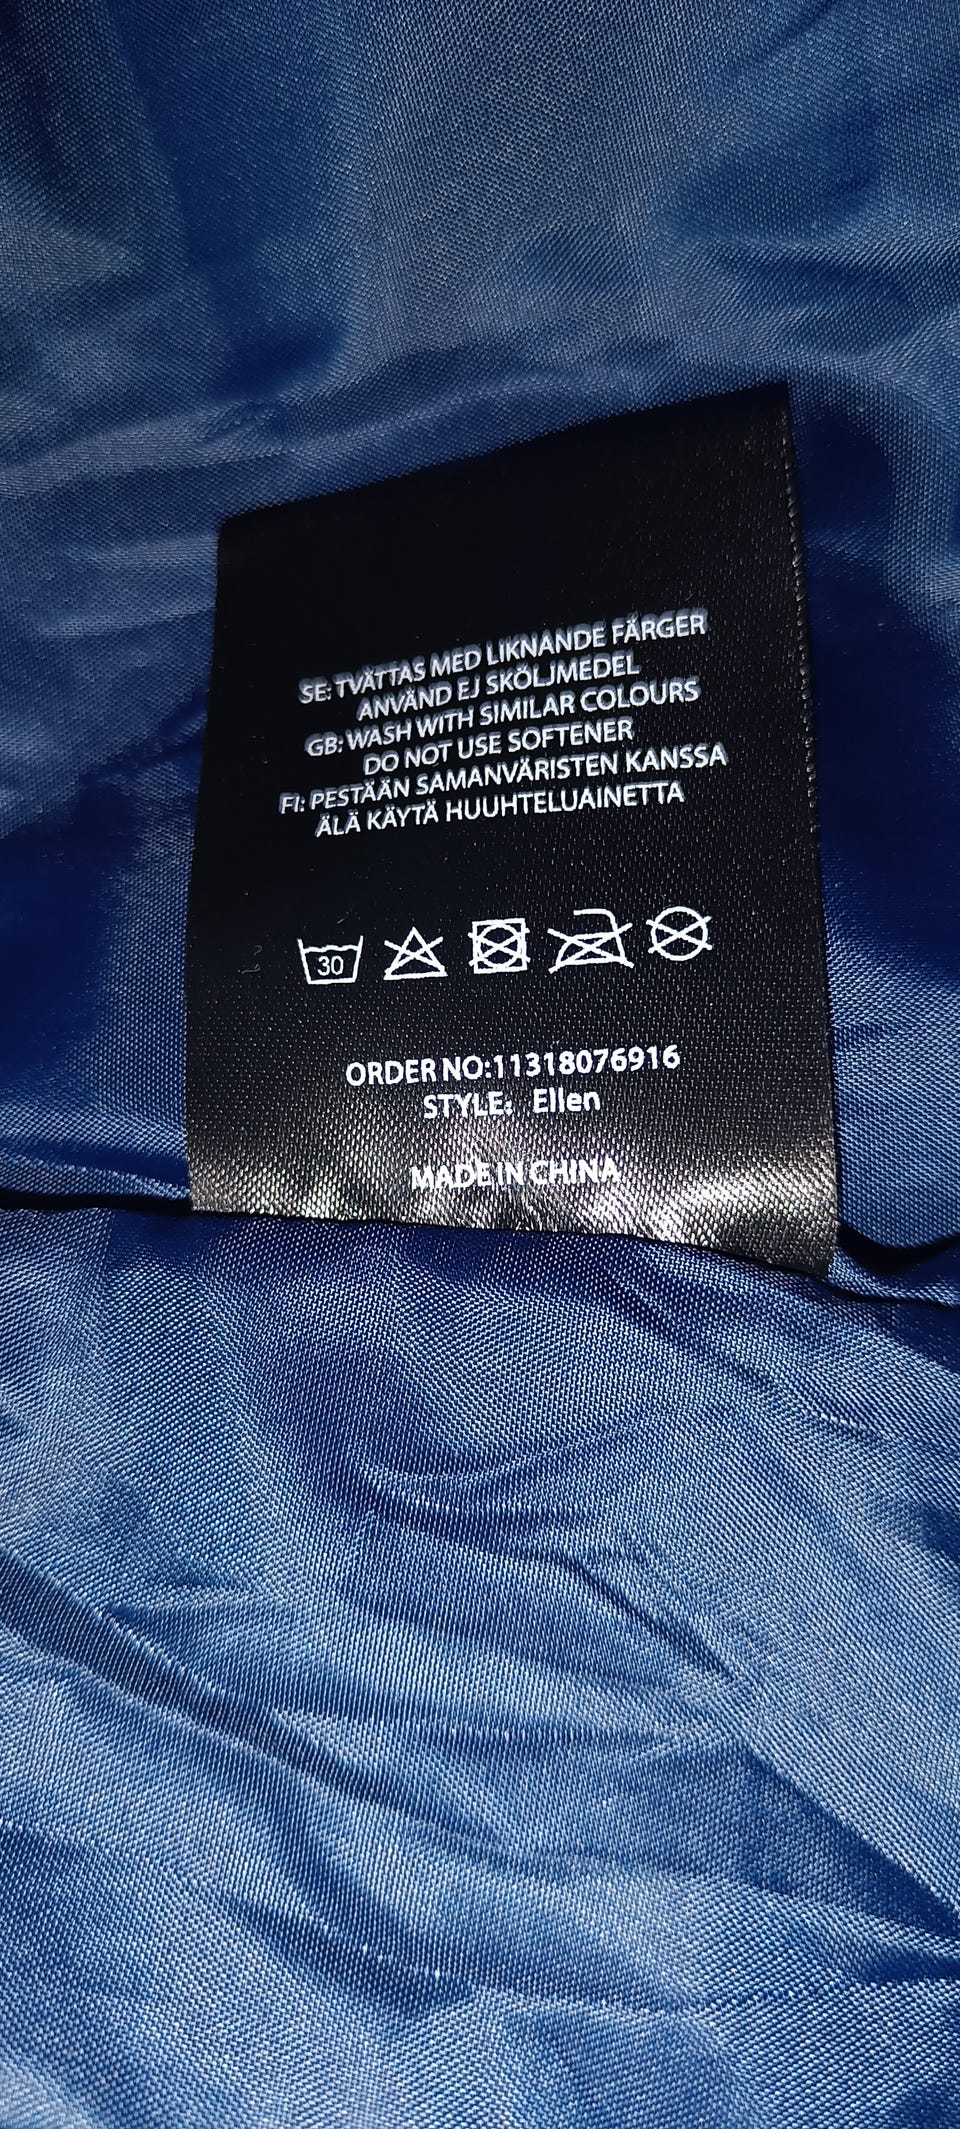 SE: TVÄTTAS MED LIKNANDE FÄRGER
ANVÄND EJ SKÖLJMEDEL
GB: WASH WITH SIMILAR COLOURS
DO NOT USE SOFTENER
FI: PESTÄÄN SAMANVÄRISTEN KANSSA
ÄLÄ KÄYTÄ HUUHTELUAINETTA
30
ORDER NO:11318076916
STYLE: Ellen
MADE IN CHINA